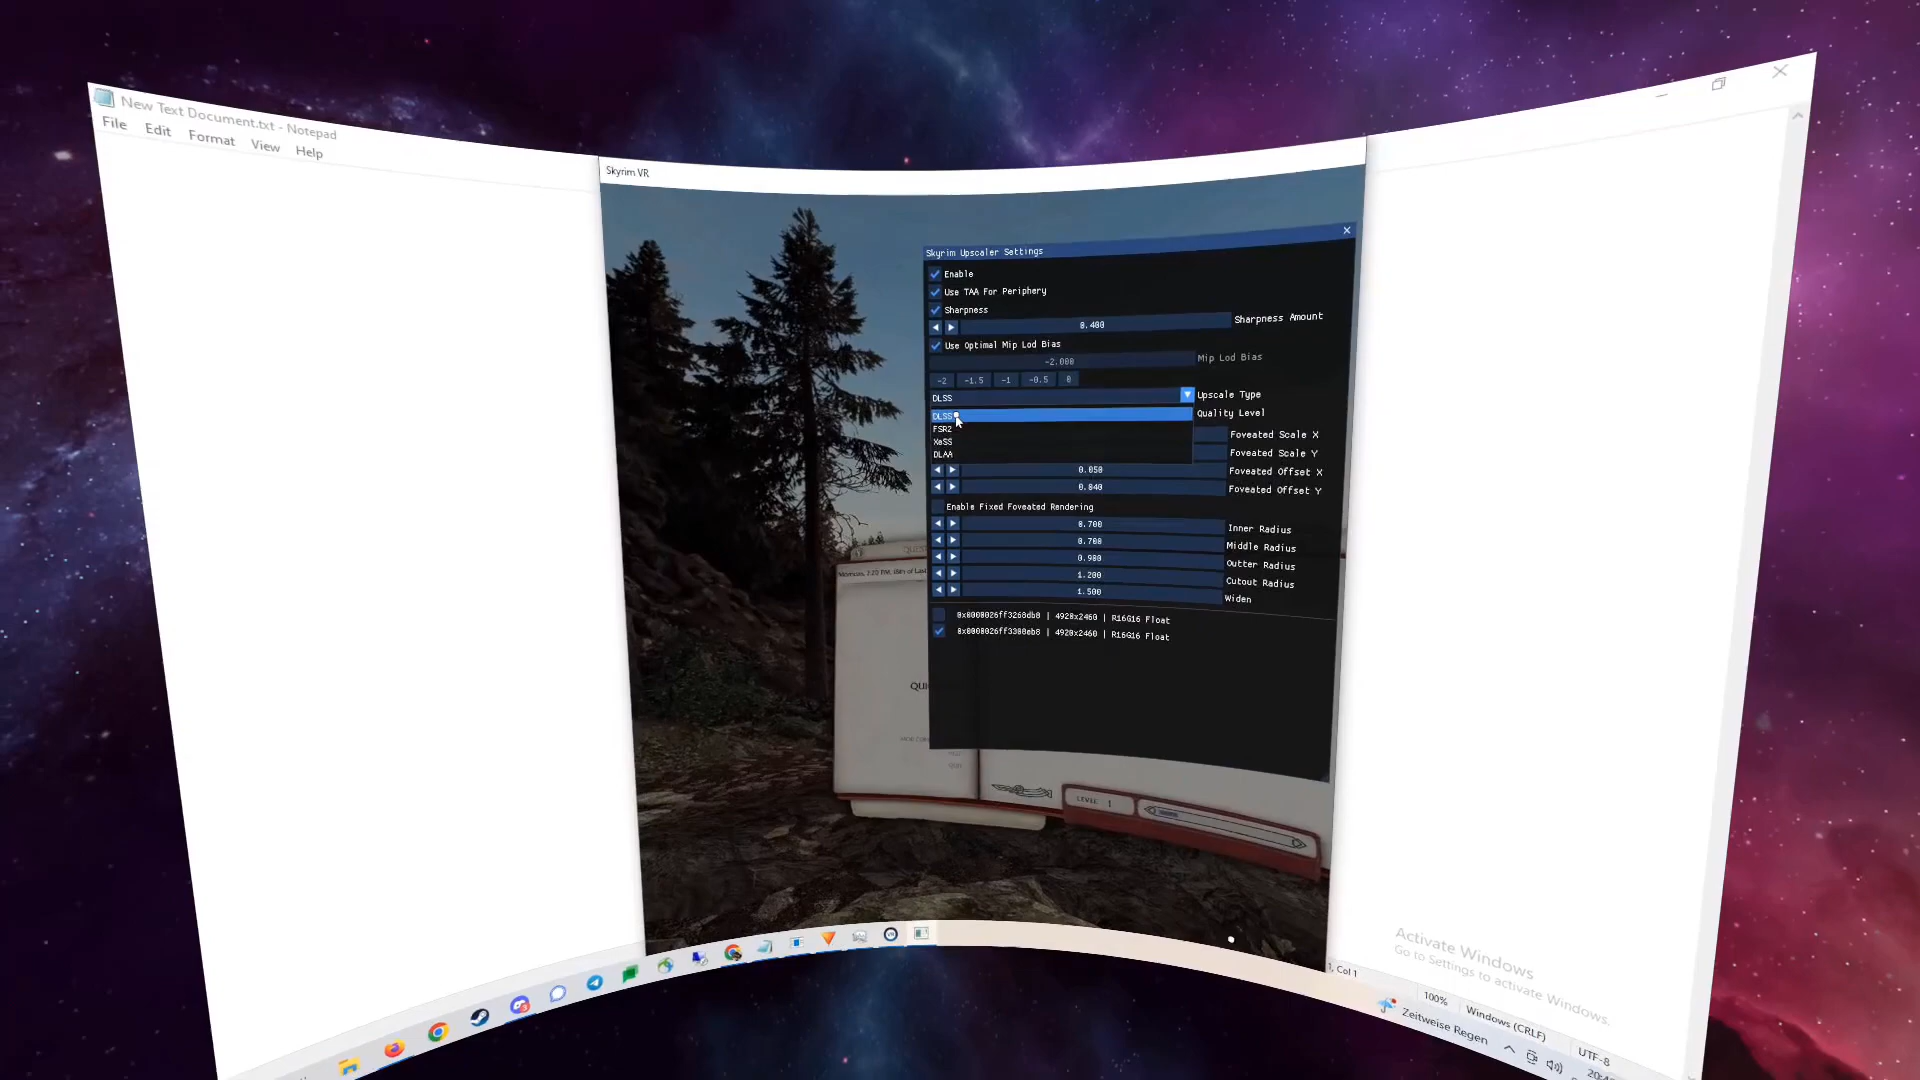 New Text Document.txt - Notepad
File Edit Format View Help
Skyrim VR
Skyrim Upscaler Settings
Enable
Use TAA For Periphery
Sharpness
0.400 Sharpness Amount
Use Optimal Mip Lod Bias
-2.000 Mip Lod Bias
-2 -1.5 -1 -0.5 0
DLSS Upscale Type
DLSS Quality Level
FSR2 Foveated Scale X
XeSS Foveated Scale Y
DLAA
0.050 Foveated Offset X
0.040 Foveated Offset Y
Enable Fixed Foveated Rendering
0.700 Inner Radius
0.700 Middle Radius
0.900 Outter Radius
1.200 Cutout Radius
1.500 Widen
4920x2460 | R16G16 Float
4920x2460 | R16G16 Float
LEVEL 1
Activate Windows
Go to Settings to activate Windows.
1, Col 1
100% Windows (CRLF) UTF-8
Zeitweise Regen